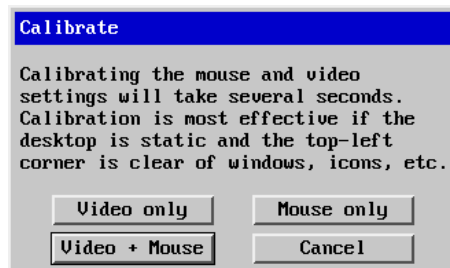 Calibrate
Calibrating the mouse and video
settings will take several seconds.
Calibration is most effective if the
desktop is static and the top-left
corner is clear of windows, icons, etc.
Video only
Mouse only
Video + Mouse
Cancel